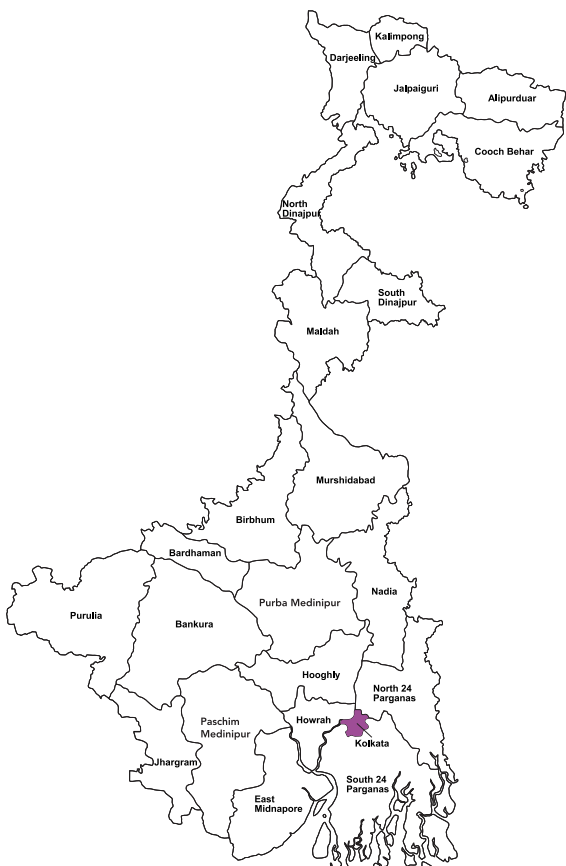 Kalimpong
Darjeeling
Jalpaiguri
Alipurduar
Cooch Behar
North
Dinajpur
South
Dinajpur
Maldah
Murshidabad
Birbhum
Bardhaman
Nadia
Purba Medinipur
Purulia
Bankura
Hooghly
North 24
Parganas
Howrah
Paschim
Medinipur
Kolkata
Jhargram
South 24
Parganas
East
Midnapore